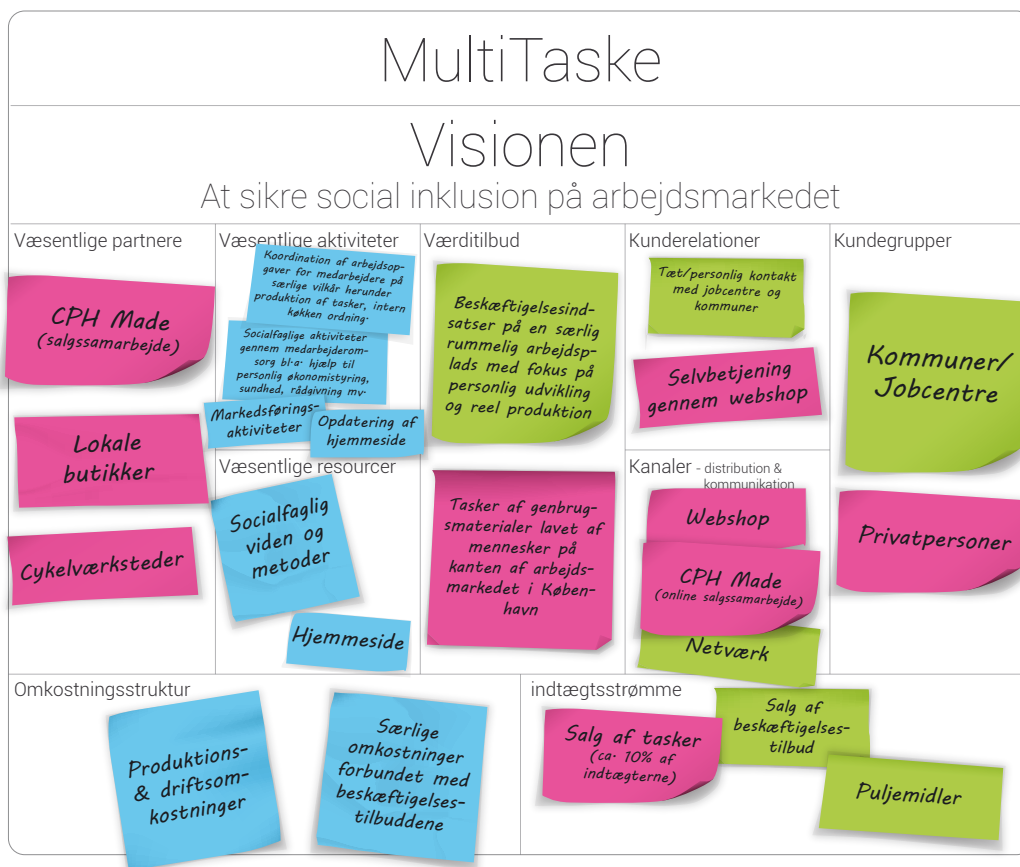 MultiTaske
Visionen
At sikre social inklusion på arbejdsmarkedet
Væsentlige partnere
CPH Made
(salgssamarbejde)
Lokale
butikker
Cykelværksteder
Væsentlige aktiviteter
Koordination af arbejdsop-
gaver for medarbejdere på
særlige vilkår herunder
produktion af tasker, intern
køkken ordning.
Socialfaglige aktiviteter
gennem medarbejderom-
sorg bl.a. hjælp til
personlig økonomistyring,
sundhed, rådgivning mv.
Markedsførings-
aktiviteter
Opdatering af
hjemmeside
Væsentlige resourcer
Socialfaglig
viden og
metoder
Hjemmeside
Værditilbud
Beskæftigelsesind-
satser på en særlig
rummelig arbejdsp-
lads med fokus på
personlig udvikling
og reel produktion
Tasker af genbrug-
smaterialer lavet af
mennesker på
kanten af arbejds-
markedet i Køben-
havn
Kunderelationer
Tæt/personlig kontakt
med jobcentre og
kommuner
Selvbetjening
gennem webshop
Kanaler - distribution &
kommunikation
Webshop
CPH Made
(online salgssamarbejde)
Netværk
Kundegrupper
Kommuner/
Jobcentre
Privatpersoner
Omkostningsstruktur
Produktions-
& driftsom-
kostninger
Særlige
omkostninger
forbundet med
beskæftigelses-
tilbuddene
indtægtsstrømme
Salg af tasker
(ca. 10% af
indtægterne)
Salg af
beskæftigelses-
tilbud
Puljemidler